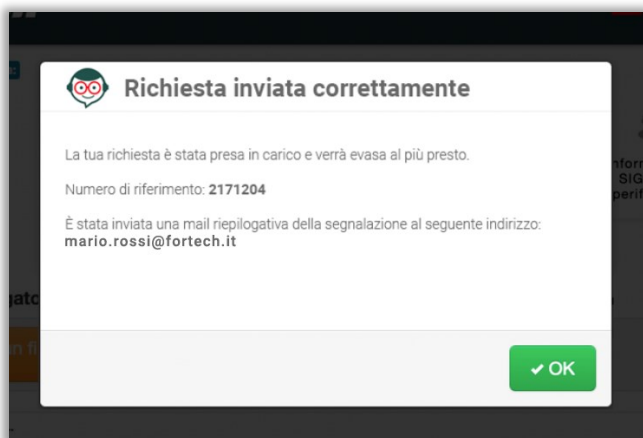 Richiesta inviata correttamente
La tua richiesta è stata presa in carico e verrà evasa al più presto.
Numero di riferimento: 2171204
È stata inviata una mail riepilogativa della segnalazione al seguente indirizzo:
mario.rossi@fortech.it
OK